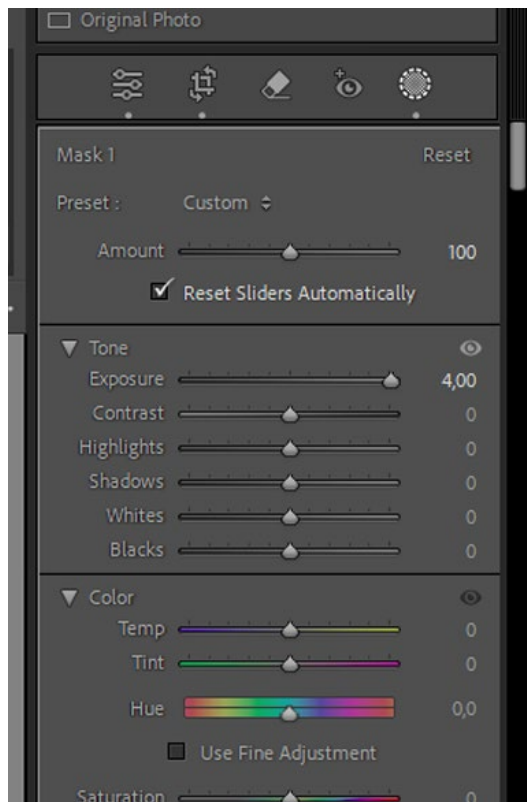 Original Photo
Mask 1 Reset
Preset : Custom
Amount 100
Reset Sliders Automatically
Tone
Exposure 4,00
Contrast 0
Highlights 0
Shadows 0
Whites 0
Blacks 0
Color
Temp 0
Tint 0
Hue 0,0
Use Fine Adjustment
Saturation 0